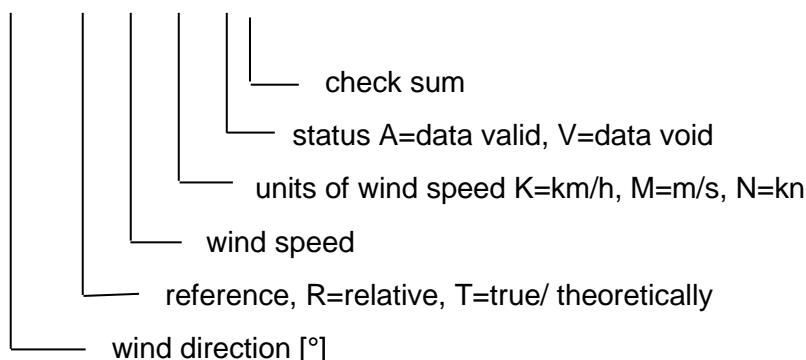 check sum
status A=data valid, V=data void
units of wind speed K=km/h, M=m/s, N=kn
wind speed
reference, R=relative, T=true/ theoretically
wind direction [°]